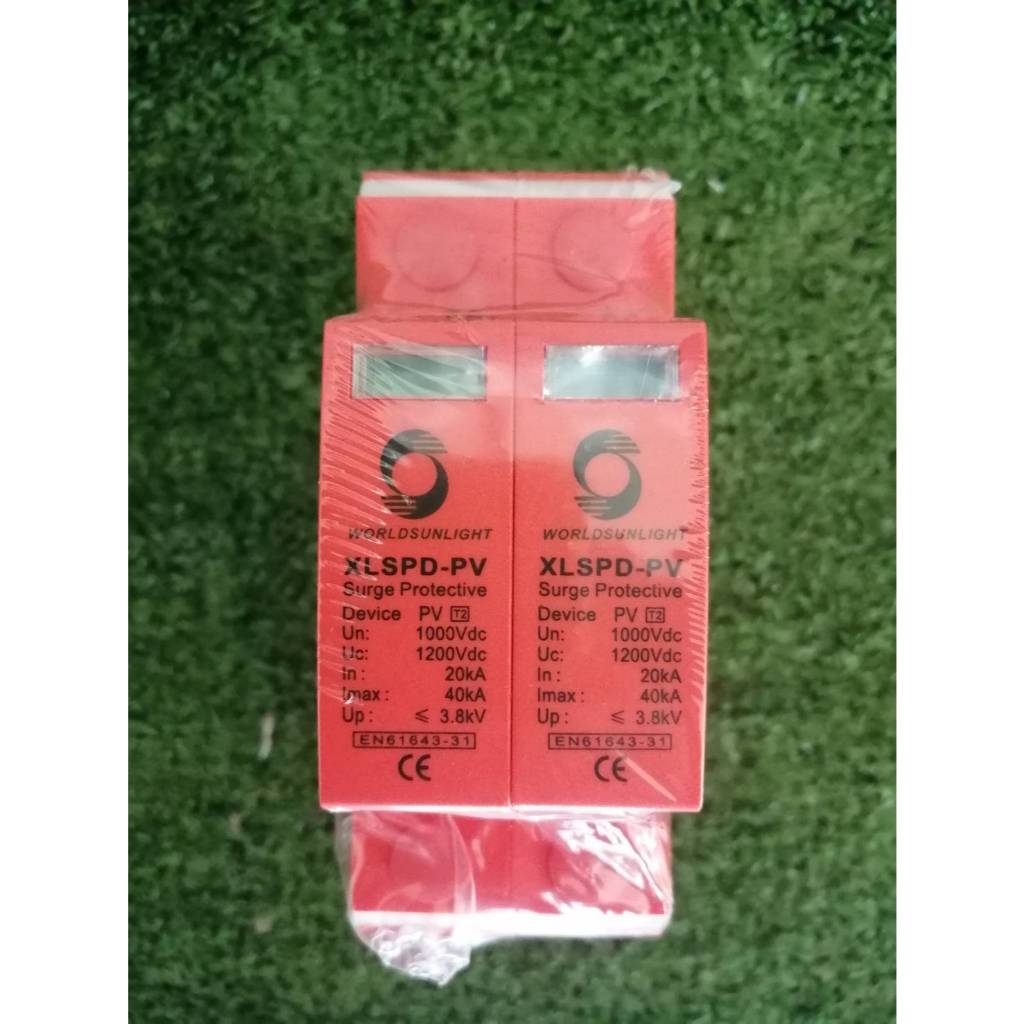 WORLDSUNLIGHT
XLSPD-PV
Surge Protective
Device PV T2
Un: 1000Vdc
Uc: 1200Vdc
In : 20kA
Imax : 40kA
Up : ≤ 3.8kV
EN61643-31
CE
WORLDSUNLIGHT
XLSPD-PV
Surge Protective
Device PV T2
Un: 1000Vdc
Uc: 1200Vdc
In : 20kA
Imax : 40kA
Up : ≤ 3.8kV
EN61643-31
CE